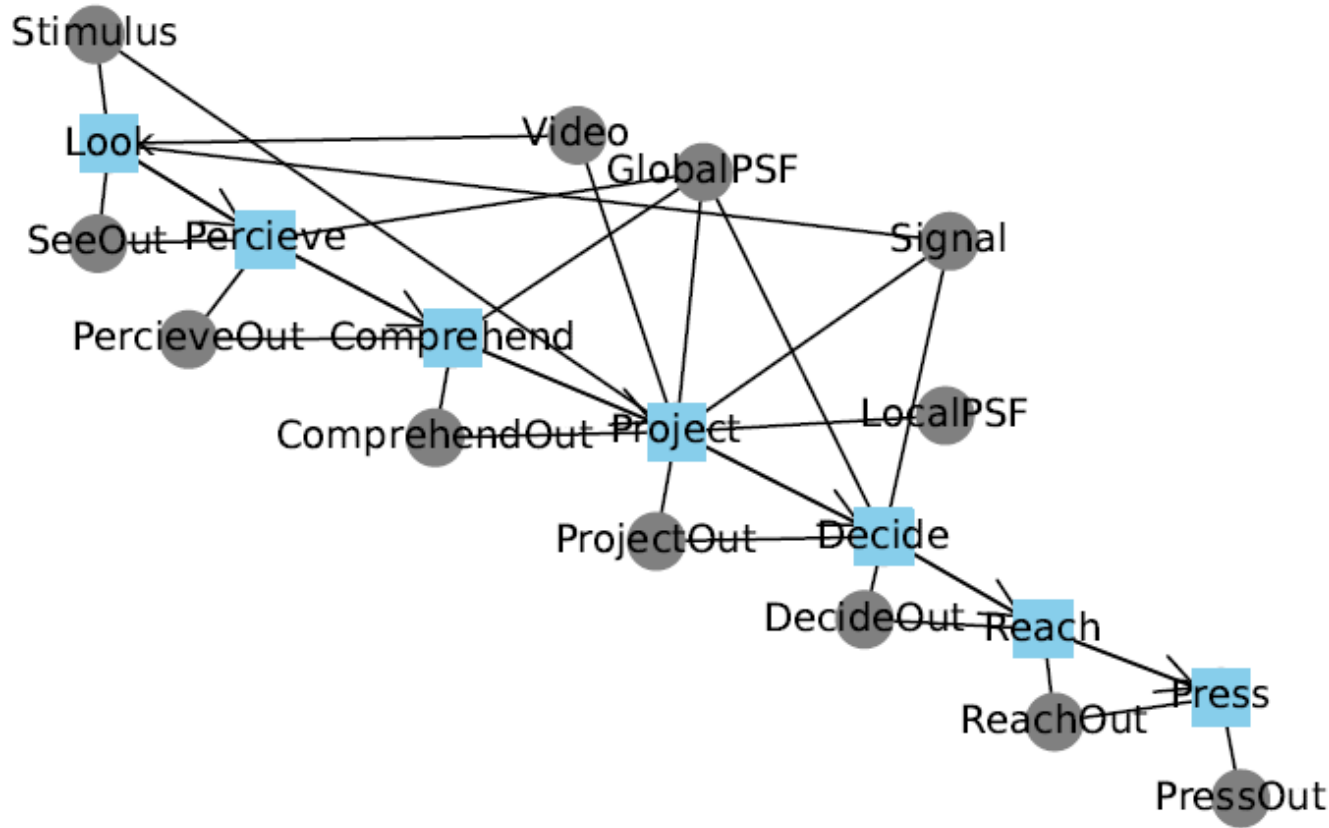 Stimulus
Video
Look
GlobalPSF
SeeOut
Percieve
Signal
PercieveOut
Comprehend
LocalPSF
ComprehendOut
Project
ProjectOut
Decide
DecideOut
Reach
ReachOut
Press
PressOut